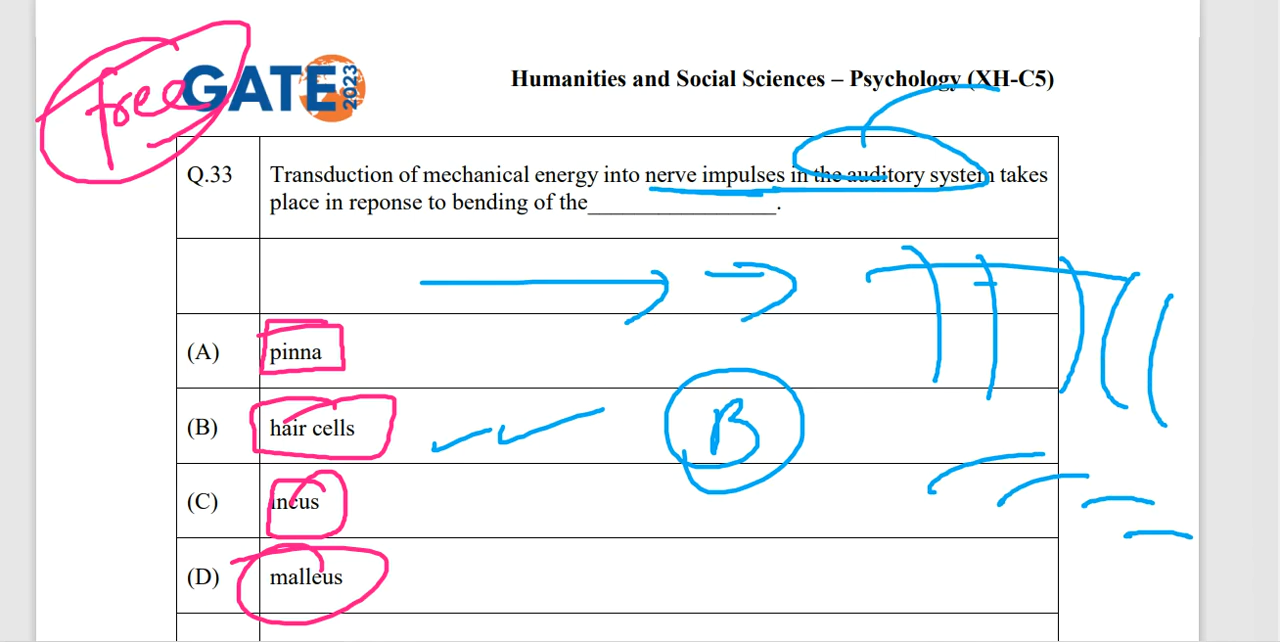 free
GATE 2023
Humanities and Social Sciences – Psychology (XH-C5)
Q.33 Transduction of mechanical energy into nerve impulses in the auditory system takes
place in reponse to bending of the_________________.
(A) pinna
(B) hair cells
B
(C) incus
(D) malleus